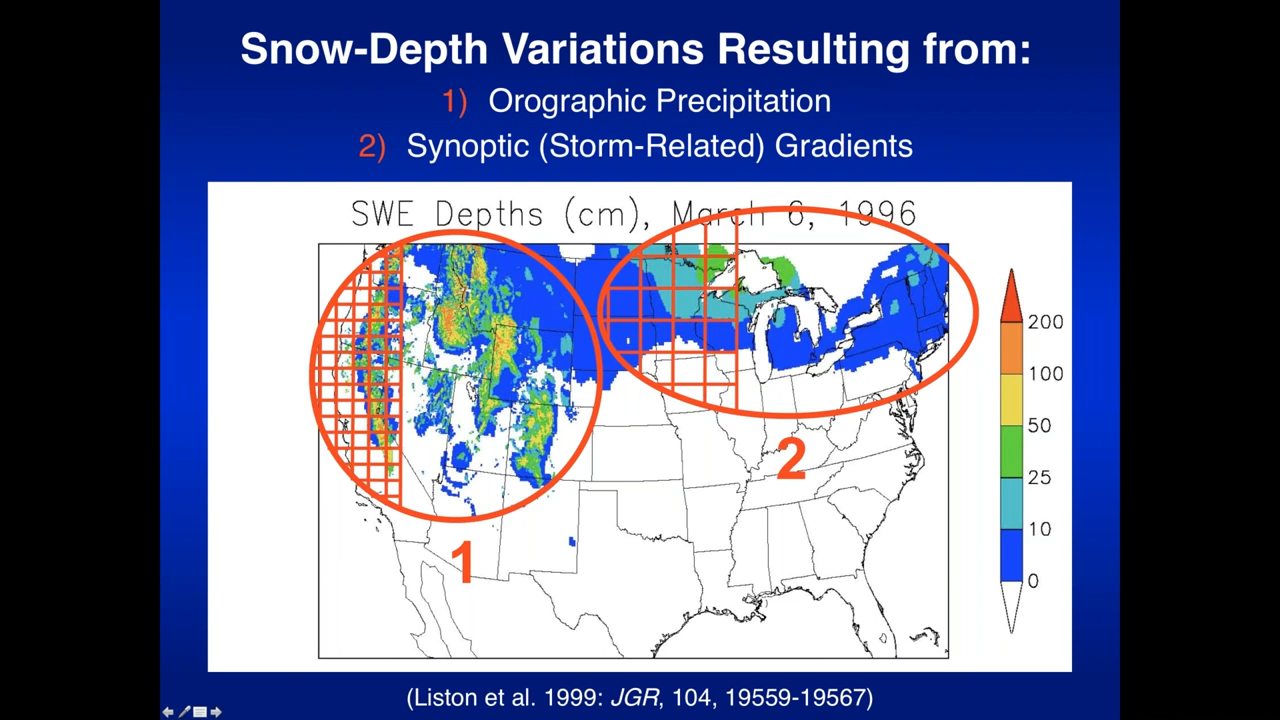 Snow-Depth Variations Resulting from:
1) Orographic Precipitation
2) Synoptic (Storm-Related) Gradients
SWE Depths (cm), March 6, 1996
200
100
50
25
10
0
2
1
(Liston et al. 1999: JGR, 104, 19559-19567)